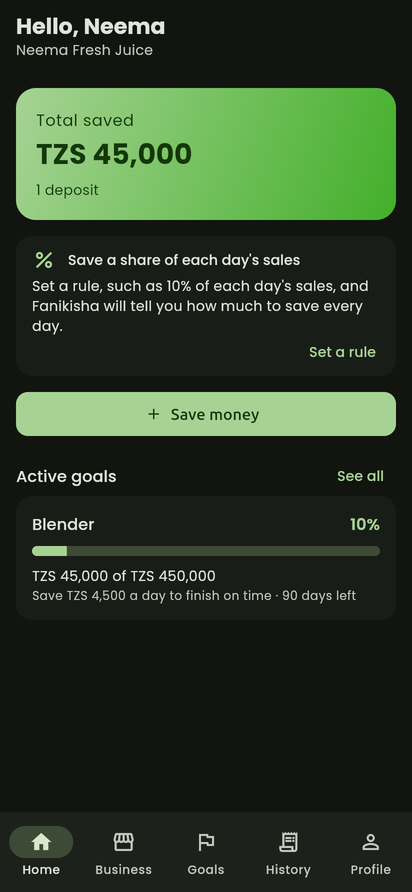 Hello, Neema
Neema Fresh Juice
Total saved
TZS 45,000
1 deposit
Save a share of each day's sales
Set a rule, such as 10% of each day's sales, and
Fanikisha will tell you how much to save every
day.
Set a rule
+ Save money
Active goals
See all
Blender
10%
TZS 45,000 of TZS 450,000
Save TZS 4,500 a day to finish on time · 90 days left
Home
Business
Goals
History
Profile